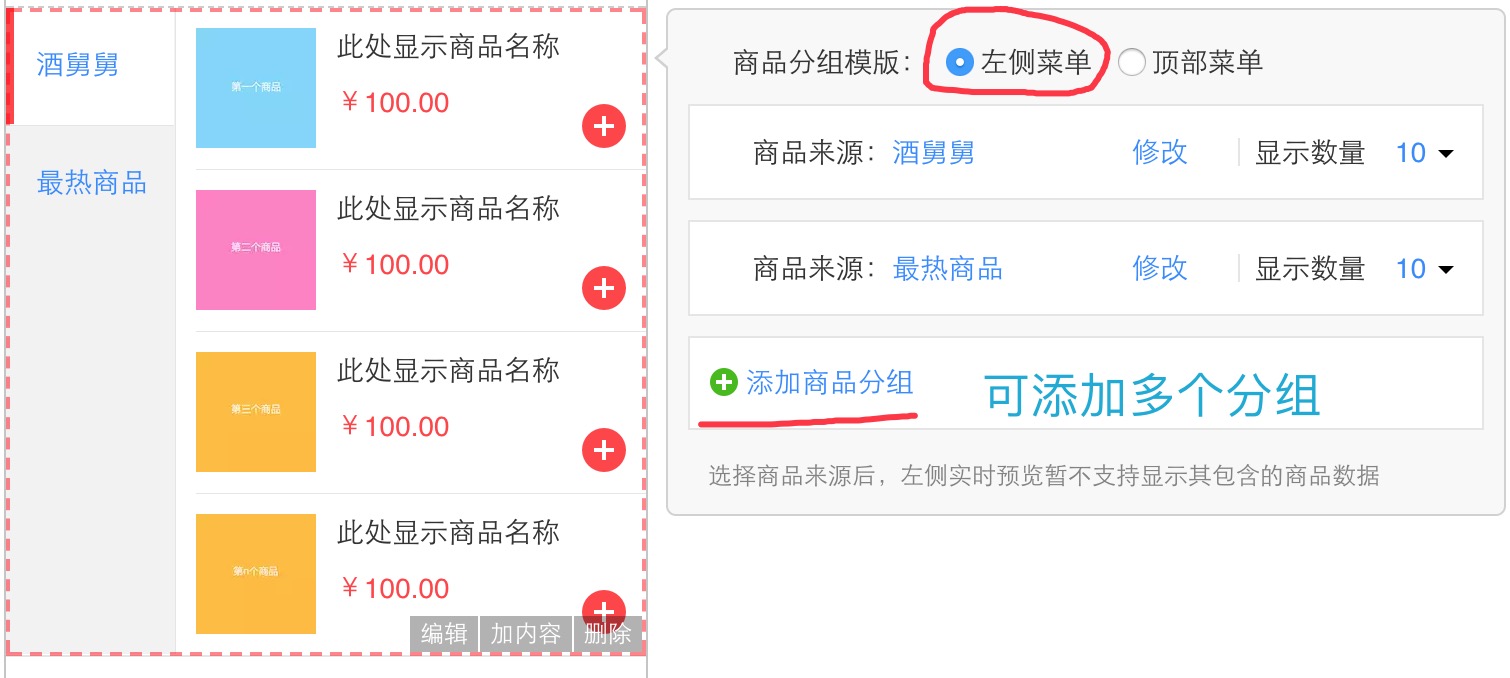 酒舅舅
最热商品
第一个商品
此处显示商品名称
￥100.00
第二个商品
此处显示商品名称
￥100.00
第三个商品
此处显示商品名称
￥100.00
第n个商品
此处显示商品名称
￥100.00
编辑 加内容 删除
商品分组模版： 左侧菜单 顶部菜单
商品来源：酒舅舅 修改 显示数量 10
商品来源：最热商品 修改 显示数量 10
添加商品分组 可添加多个分组
选择商品来源后，左侧实时预览暂不支持显示其包含的商品数据